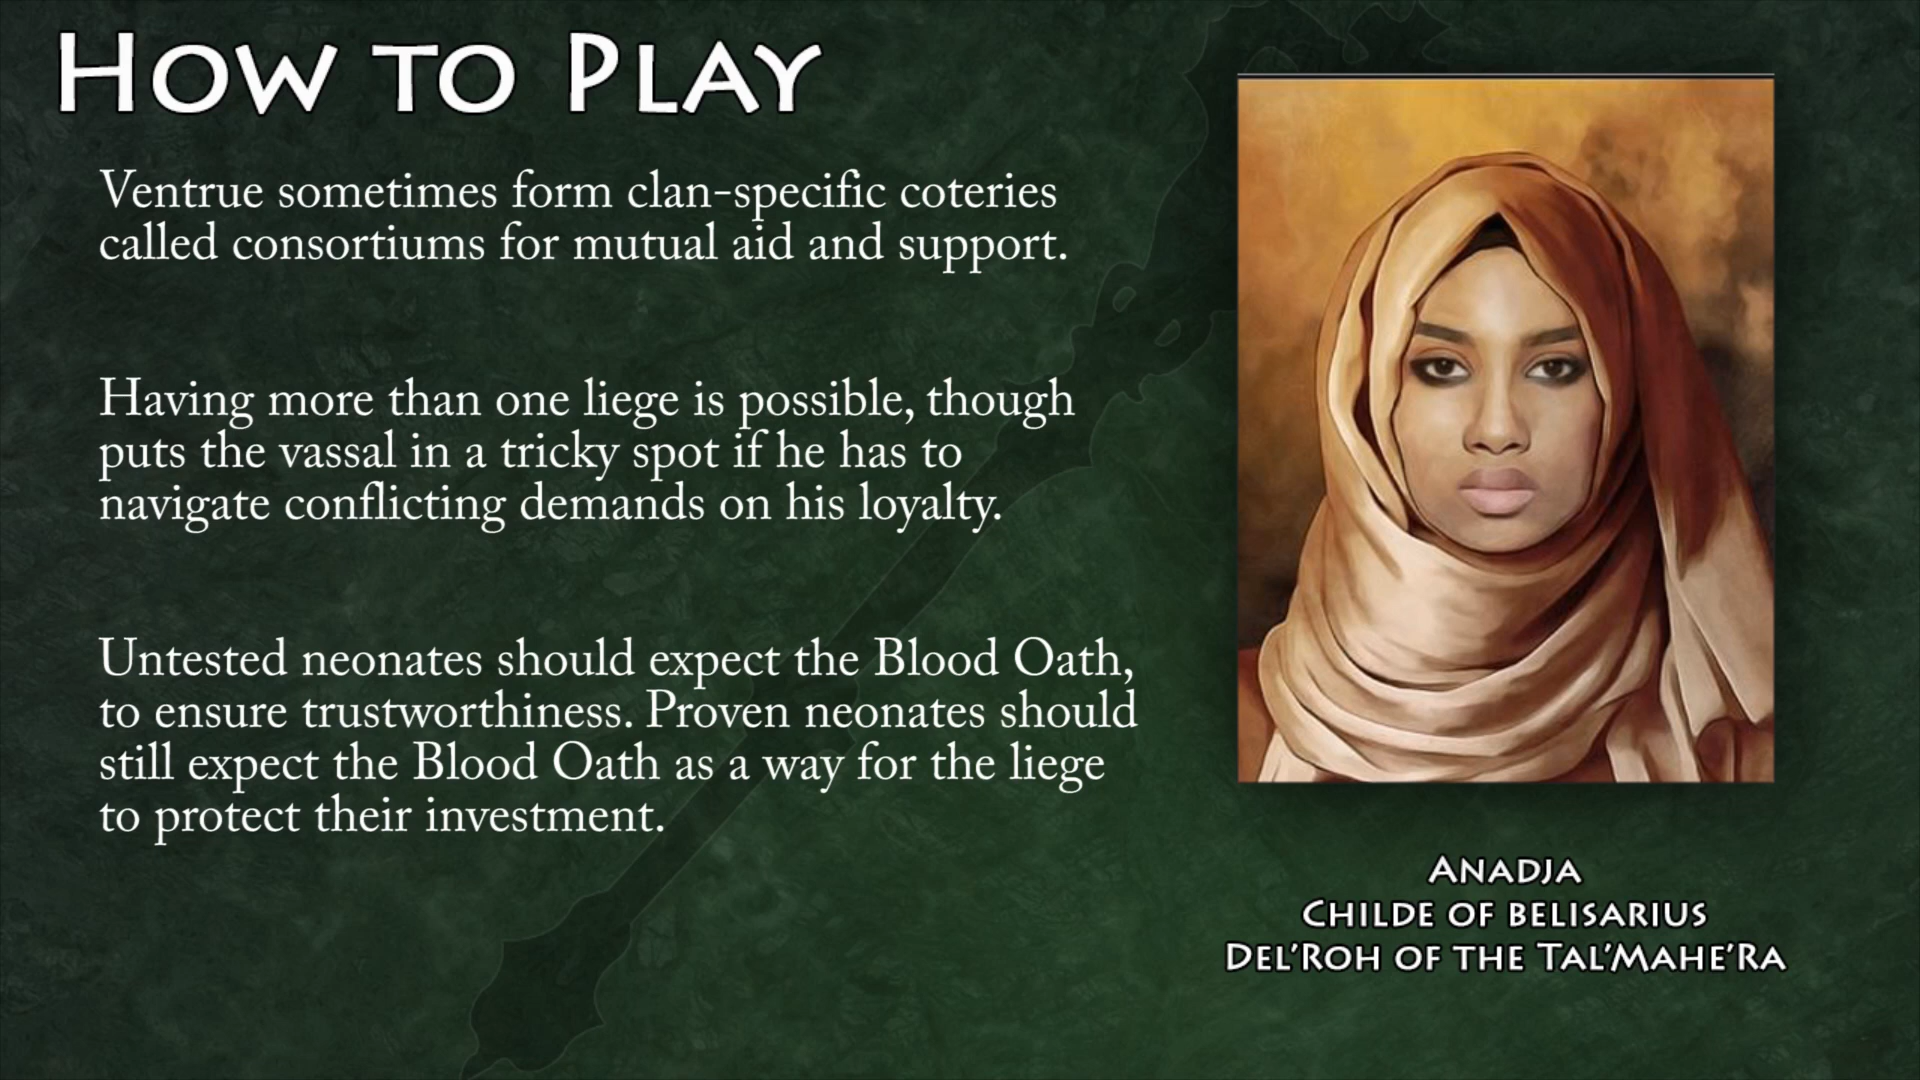 HOW TO PLAY
Ventrue sometimes form clan-specific coteries
called consortiums for mutual aid and support.
Having more than one liege is possible, though
puts the vassal in a tricky spot if he has to
navigate conflicting demands on his loyalty.
Untested neonates should expect the Blood Oath,
to ensure trustworthiness. Proven neonates should
still expect the Blood Oath as a way for the liege
to protect their investment.
ANADJA
CHILDE OF BELISARIUS
DEL'ROH OF THE TAL'MAHE'RA